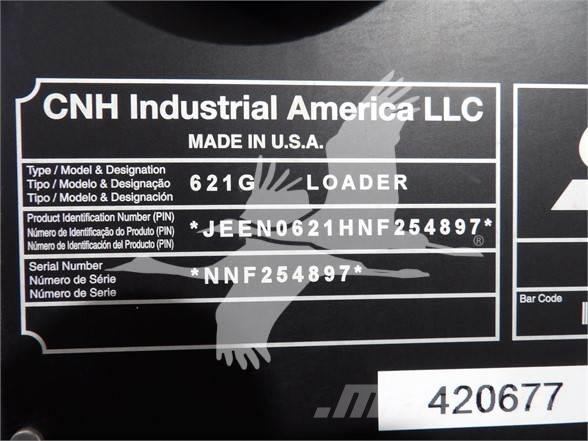 CNH Industrial America LLC
MADE IN U.S.A.
Type / Model & Designation
Tipo / Modelo & Designação
Tipo / Modelo & Designación
621G LOADER
Product Identification Number (PIN)
Número de Identificação do Produto (PIN)
Número de Identificación del Producto (PIN)
*JEEN0621HNF254897*
®
Serial Number
Número de Série
Número de Serie
*NNF254897*
Bar Code
420677